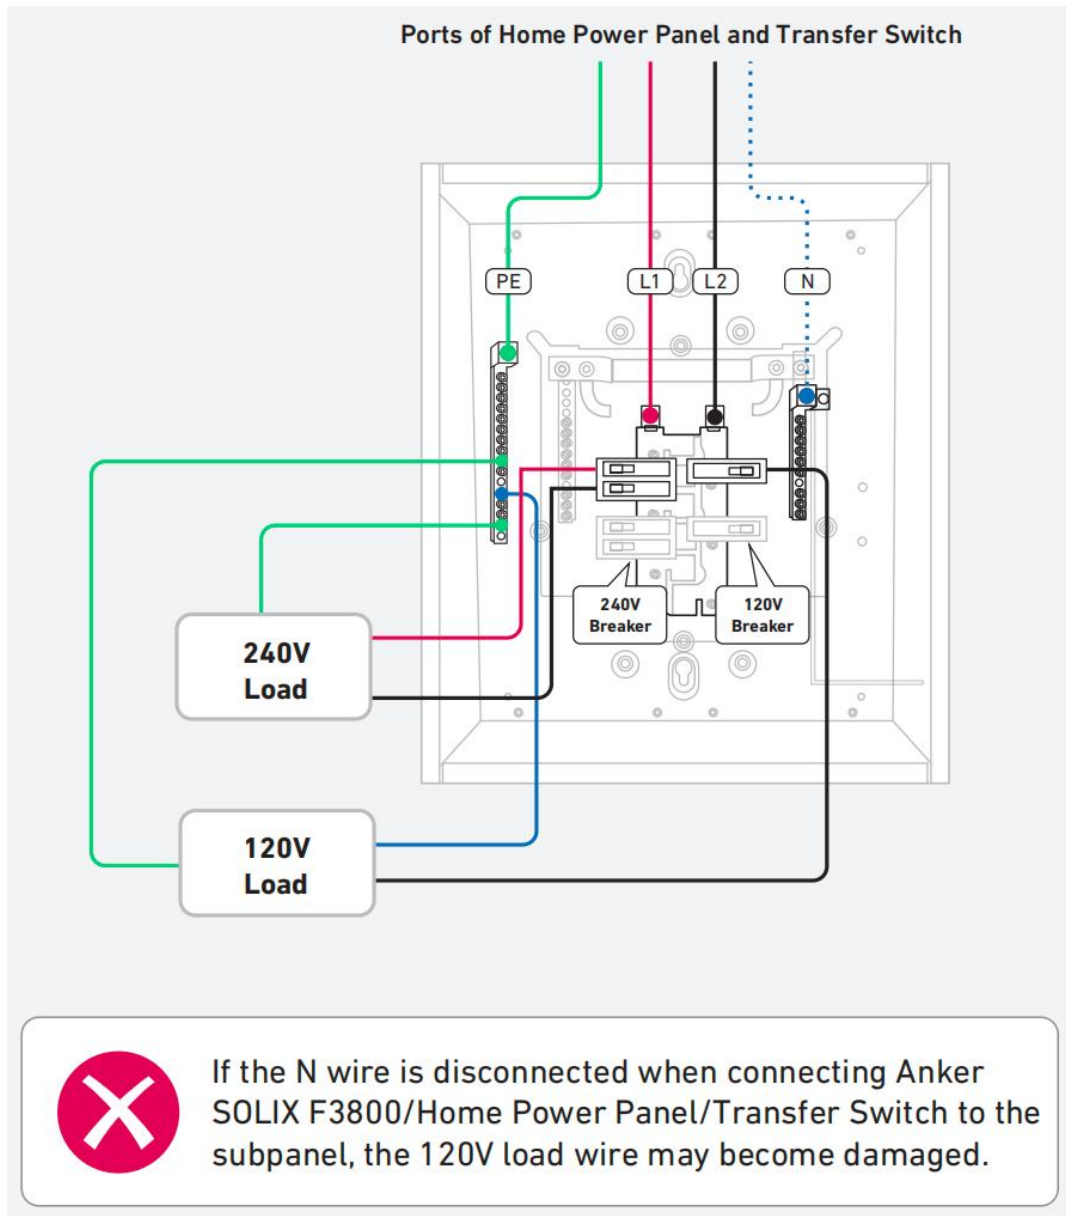 Ports of Home Power Panel and Transfer Switch
PE
L1
L2
N
240V
Breaker
120V
Breaker
240V
Load
120V
Load
If the N wire is disconnected when connecting Anker
SOLIX F3800/Home Power Panel/Transfer Switch to the
subpanel, the 120V load wire may become damaged.